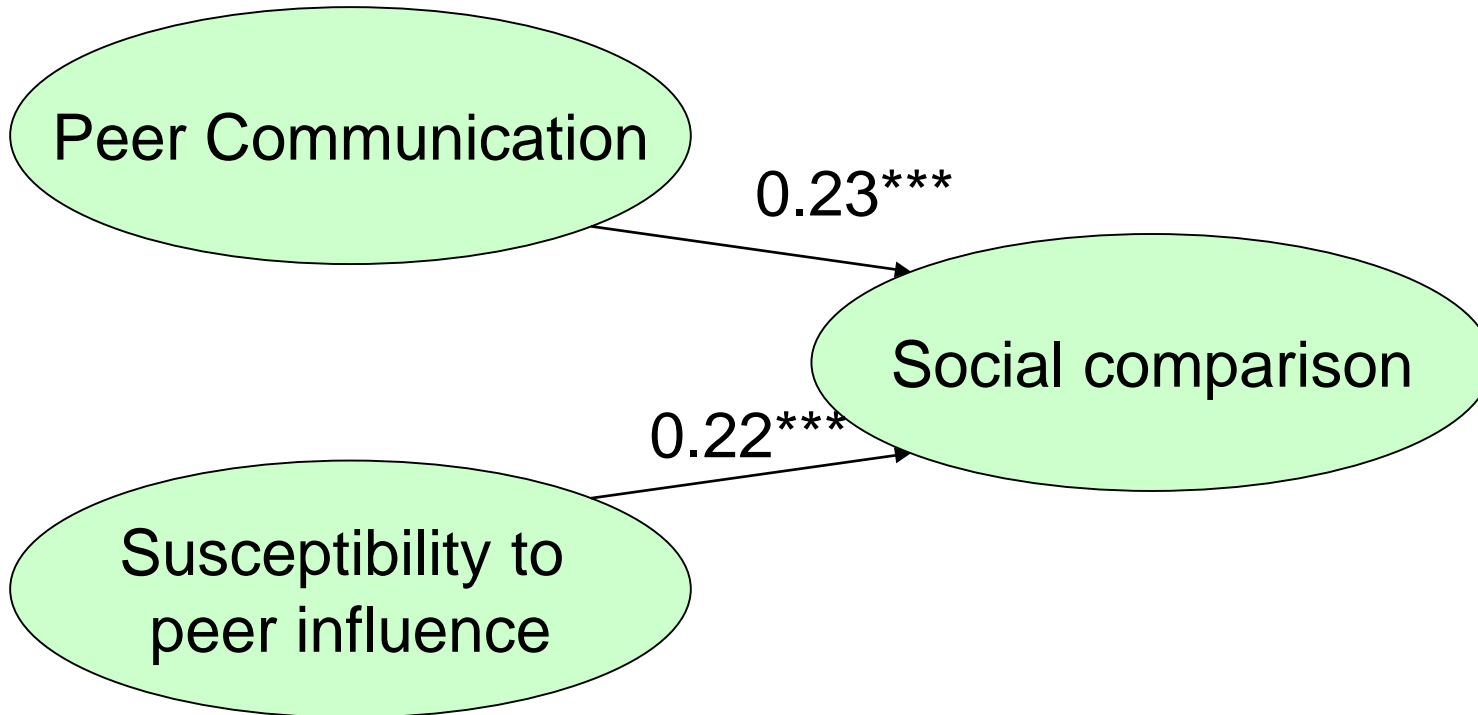 Peer Communication
0.23***
Social comparison
0.22***
Susceptibility to
peer influence